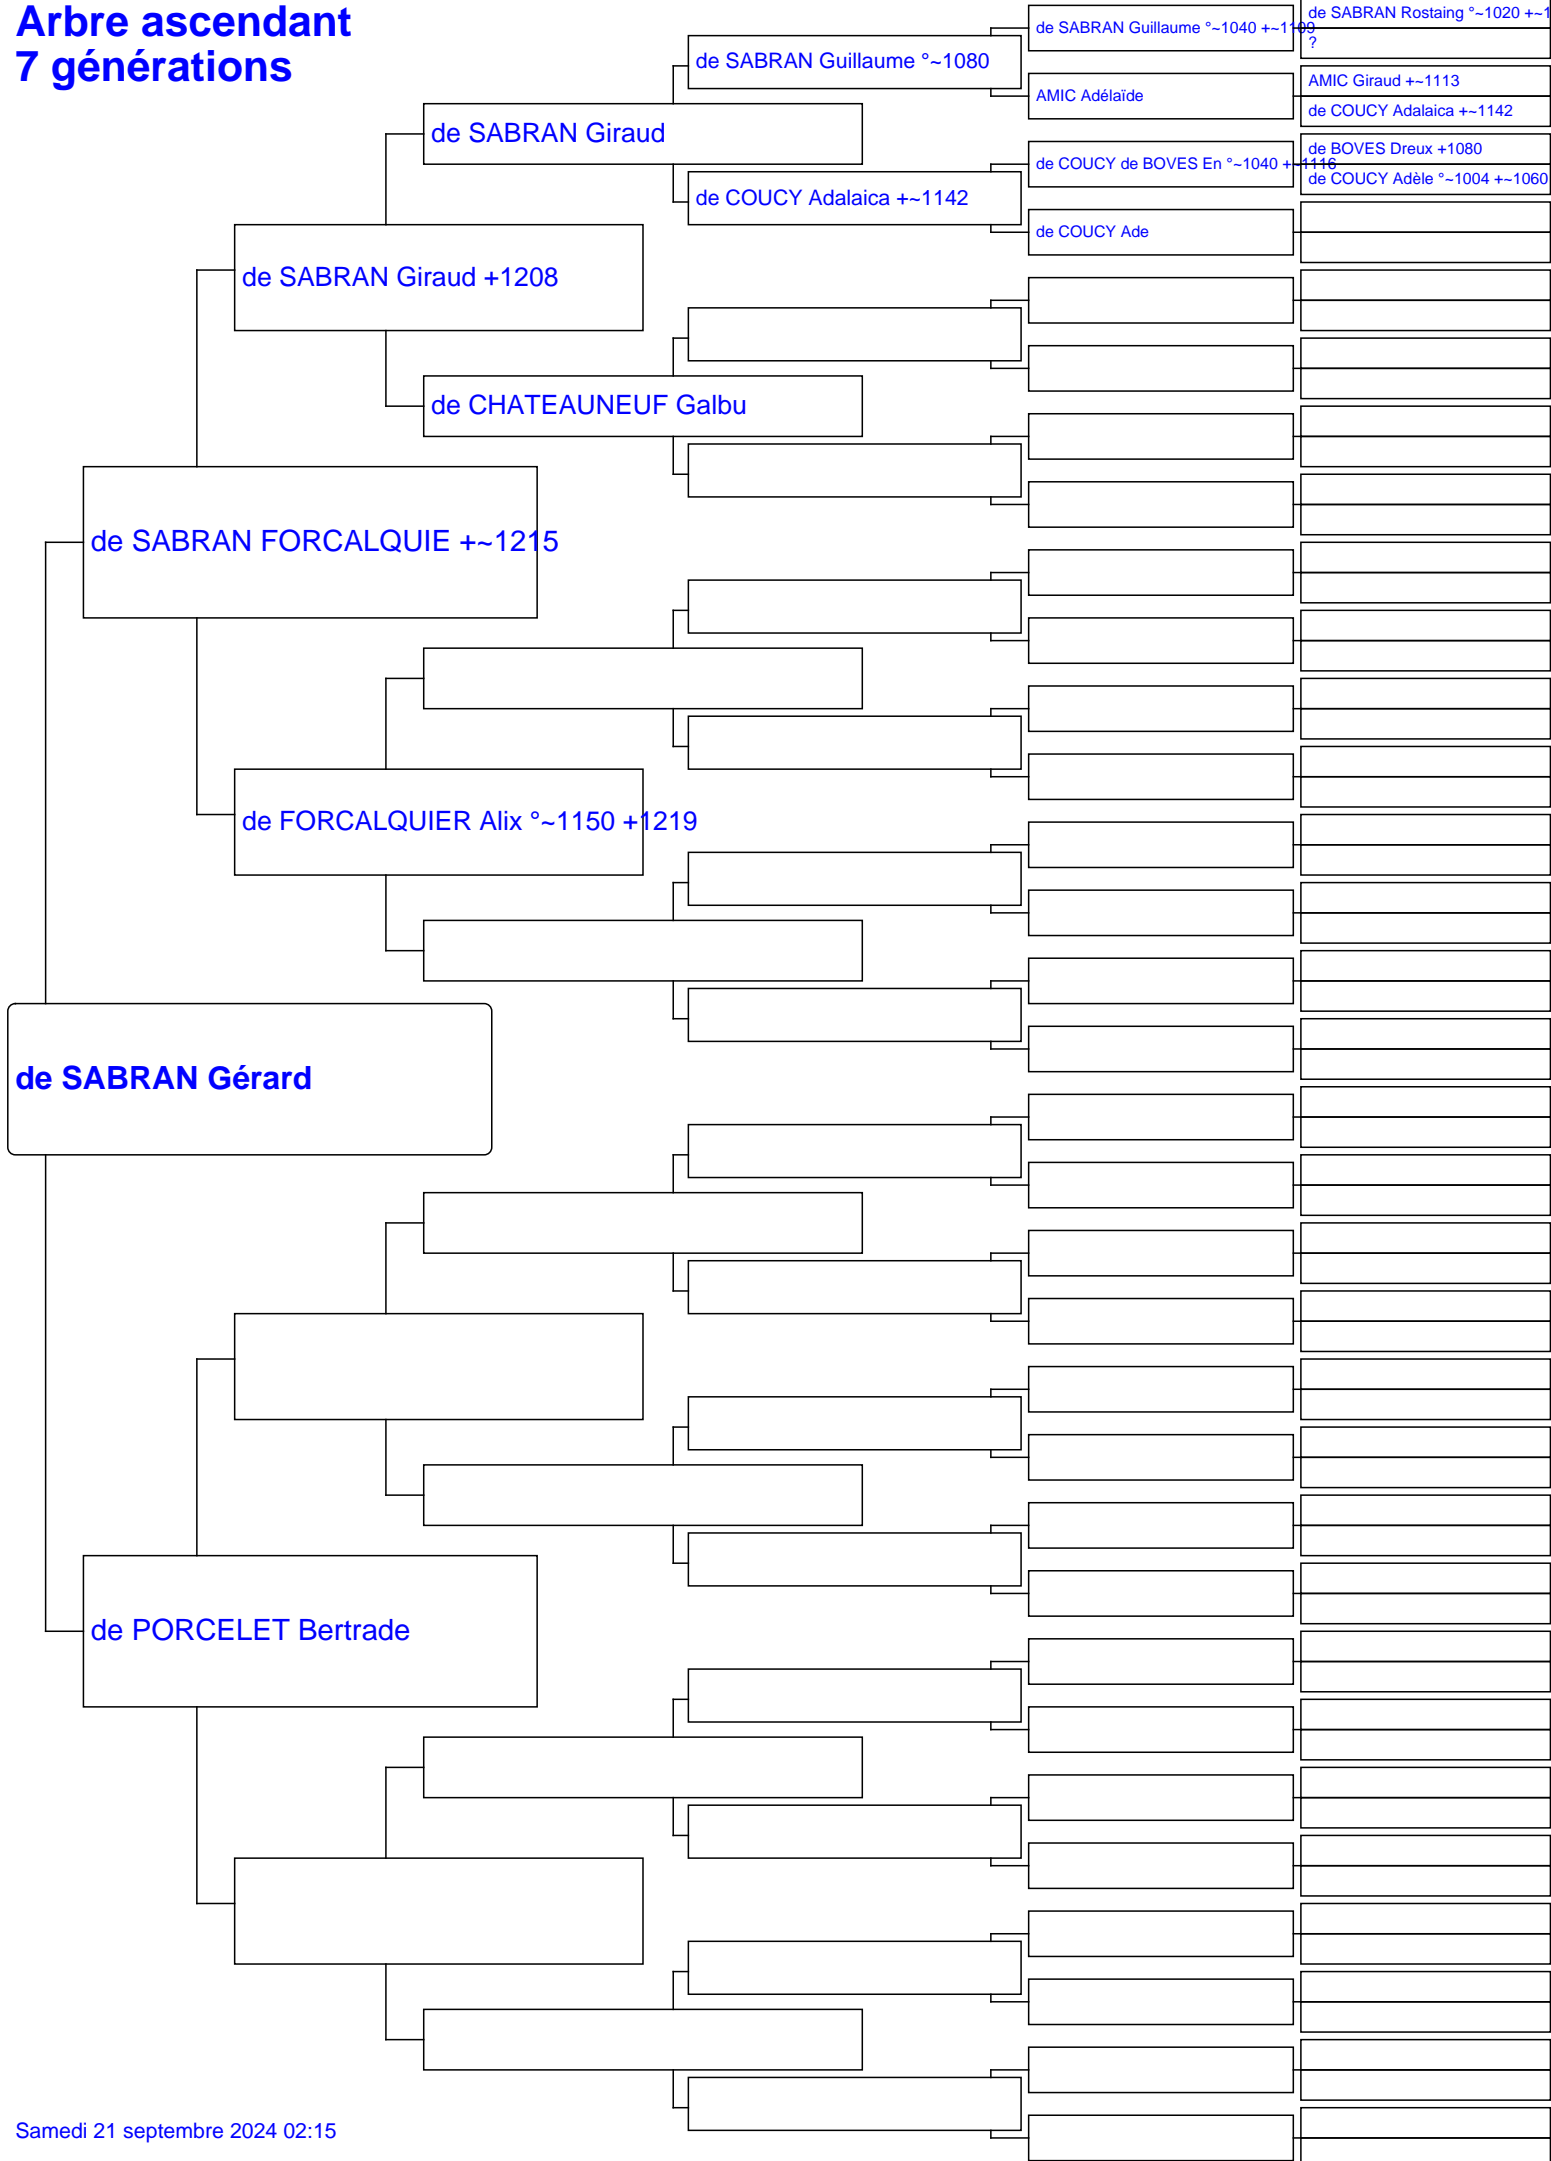 Arbre ascendant
7 générations
de SABRAN Gérard
de SABRAN FORCALQUIE +~1215
de PORCELET Bertrade
de SABRAN Giraud +1208
de FORCALQUIER Alix °~1150 +1219
de SABRAN Giraud
de CHATEAUNEUF Galbu
de SABRAN Guillaume °~1080
de COUCY Adalaica +~1142
de SABRAN Guillaume °~1040 +~1109
AMIC Adélaïde
de COUCY de BOVES En °~1040 +~1116
de COUCY Ade
de SABRAN Rostaing °~1020 +~1
?
AMIC Giraud +~1113
de COUCY Adalaica +~1142
de BOVES Dreux +1080
de COUCY Adèle °~1004 +~1060
Samedi 21 septembre 2024 02:15